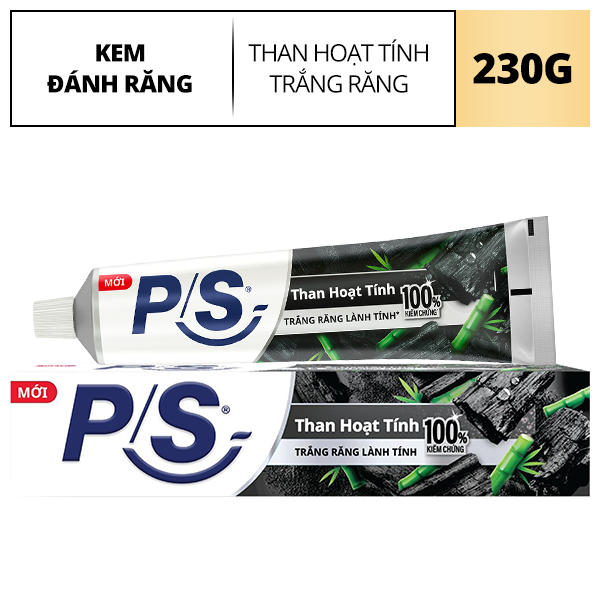 KEM
ĐÁNH RĂNG
THAN HOẠT TÍNH
TRẮNG RĂNG
230G
MỚI
P/S®
Than Hoạt Tính
TRẮNG RĂNG LÀNH TÍNH*
100%
KIỂM CHỨNG
MỚI
P/S®
Than Hoạt Tính
TRẮNG RĂNG LÀNH TÍNH
100%
KIỂM CHỨNG